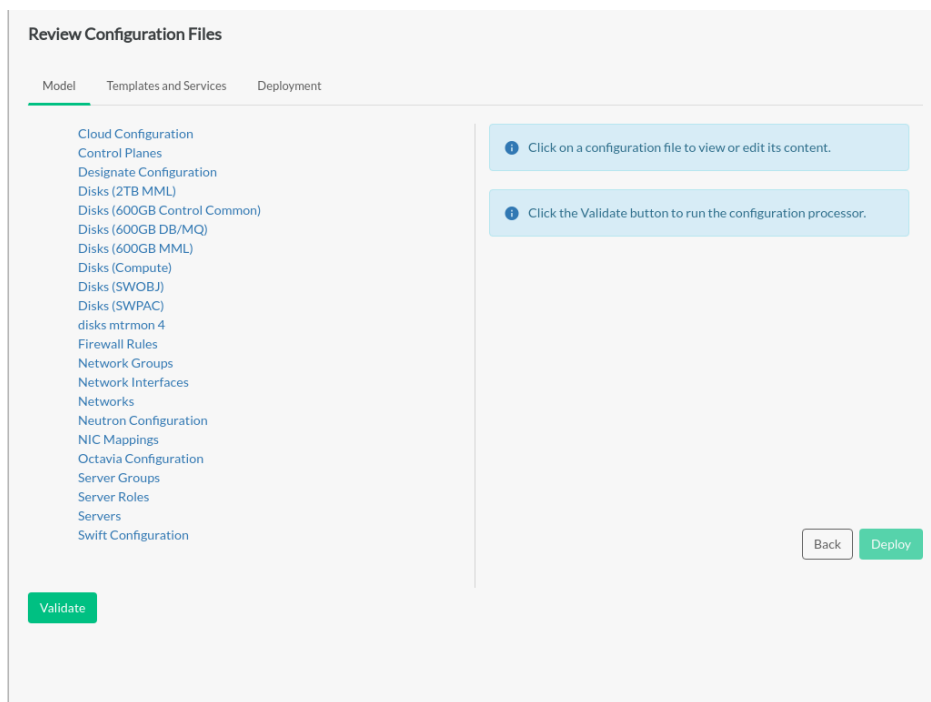 Review Configuration Files
Model Templates and Services Deployment
Cloud Configuration
Control Planes
Designate Configuration
Disks (2TB MML)
Disks (600GB Control Common)
Disks (600GB DB/MQ)
Disks (600GB MML)
Disks (Compute)
Disks (SWOBJ)
Disks (SWPAC)
disks mtrmon 4
Firewall Rules
Network Groups
Network Interfaces
Networks
Neutron Configuration
NIC Mappings
Octavia Configuration
Server Groups
Server Roles
Servers
Swift Configuration
Click on a configuration file to view or edit its content.
Click the Validate button to run the configuration processor.
Back Deploy
Validate